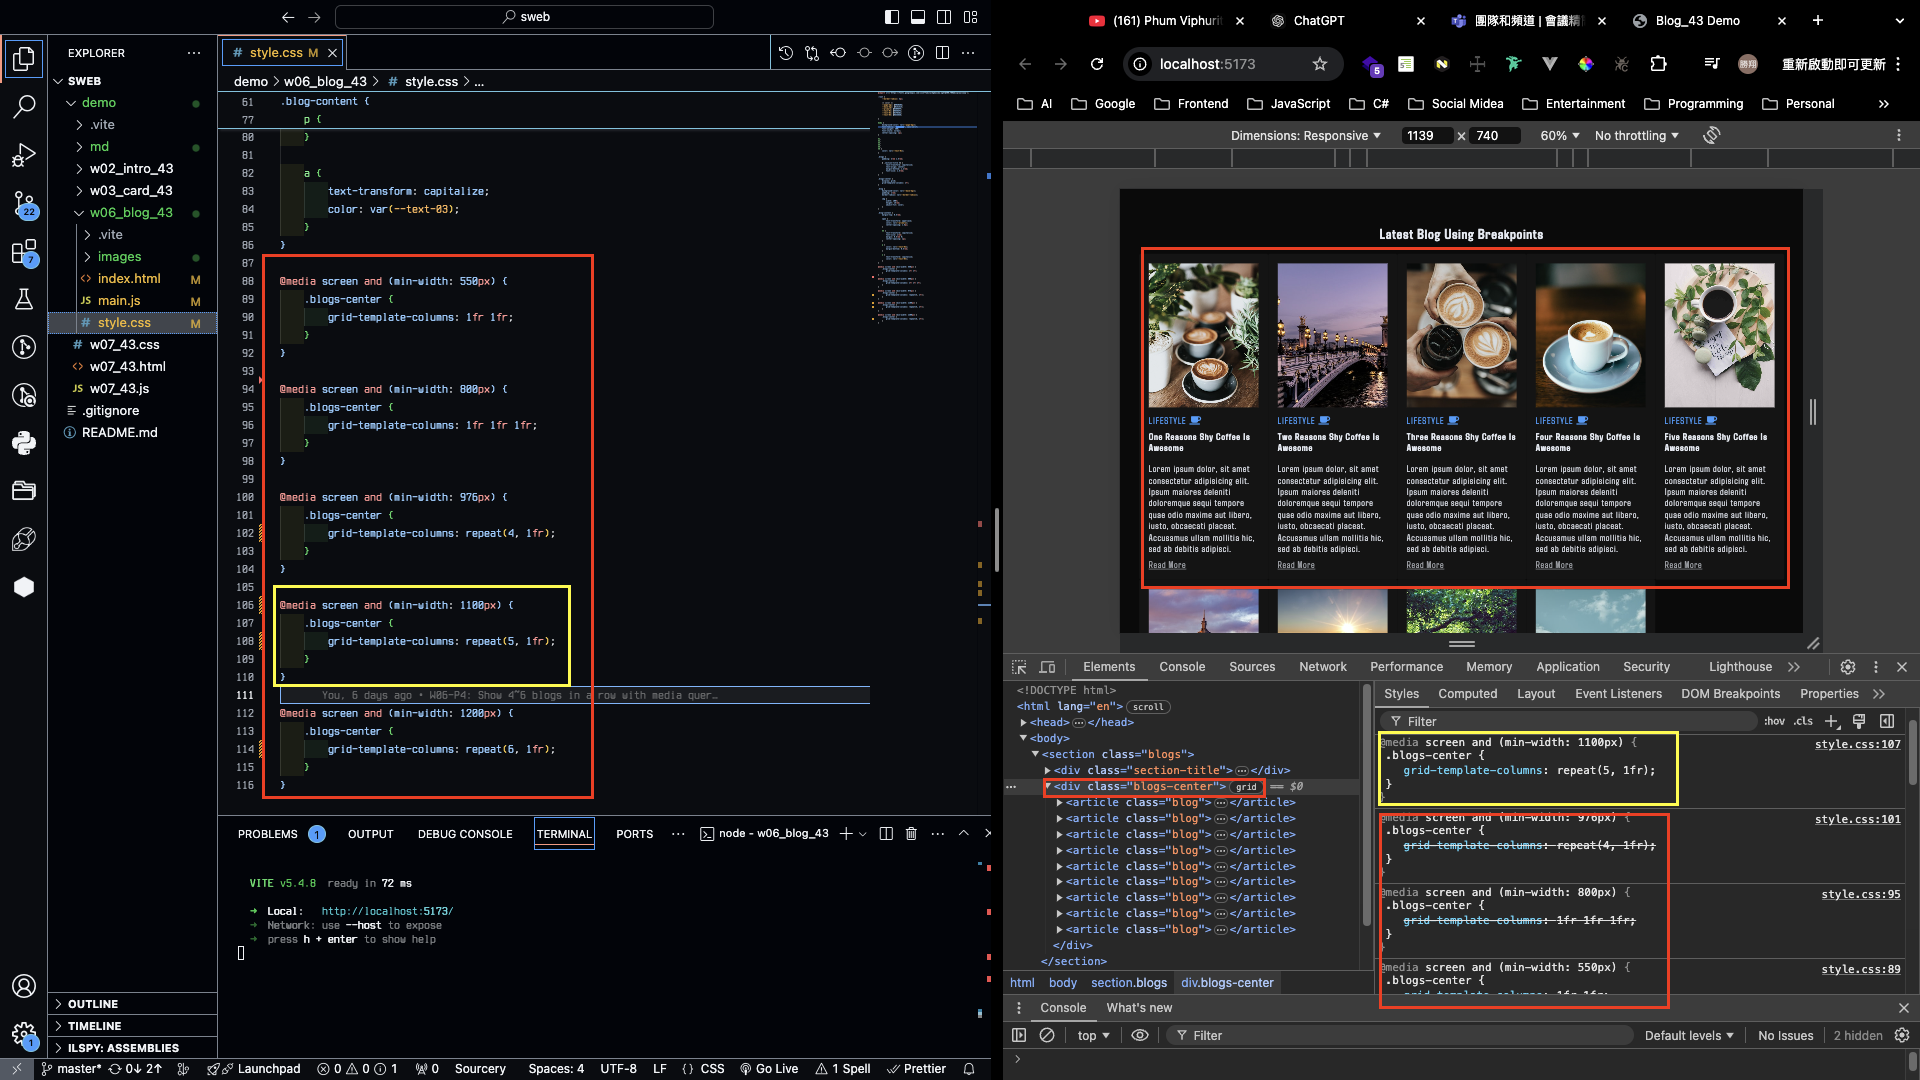 sweb
EXPLORER
SWEB
demo
.vite
md
w02_intro_43
w03_card_43
w06_blog_43
.vite
images
index.html M
main.js M
style.css M
w07_43.css
w07_43.html
w07_43.js
.gitignore
README.md
22
7
OUTLINE
TIMELINE
ILSPY: ASSEMBLIES
1
# style.css M
demo > w06_blog_43 > # style.css > ...
61 .blog-content {
77 p {
80 }
81
82 a {
83 text-transform: capitalize;
84 color: var(--text-03);
85 }
86 }
87
88 @media screen and (min-width: 550px) {
89 .blogs-center {
90 grid-template-columns: 1fr 1fr;
91 }
92 }
93
94 @media screen and (min-width: 800px) {
95 .blogs-center {
96 grid-template-columns: 1fr 1fr 1fr;
97 }
98 }
99
100 @media screen and (min-width: 976px) {
101 .blogs-center {
102 grid-template-columns: repeat(4, 1fr);
103 }
104 }
105
106 @media screen and (min-width: 1100px) {
107 .blogs-center {
108 grid-template-columns: repeat(5, 1fr);
109 }
110 }
111 You, 6 days ago • W06-P4: Show 4~6 blogs in a row with media quer…
112 @media screen and (min-width: 1200px) {
113 .blogs-center {
114 grid-template-columns: repeat(6, 1fr);
115 }
116 }
PROBLEMS 1 OUTPUT DEBUG CONSOLE TERMINAL PORTS ... node - w06_blog_43
VITE v5.4.8 ready in 72 ms
➜ Local: http://localhost:5173/
➜ Network: use --host to expose
➜ press h + enter to show help
master* 0↓ 2↑ Launchpad 0 0 1 0 Sourcery Spaces: 4 UTF-8 LF {} CSS Go Live 1 Spell Prettier
(161) Phum Viphurit
ChatGPT
團隊和頻道 | 會議精
Blog_43 Demo
localhost:5173
5
重新啟動即可更新
AI Google Frontend JavaScript C# Social Midea Entertainment Programming Personal »
Dimensions: Responsive 1139 × 740 60% No throttling
Latest Blog Using Breakpoints
LIFESTYLE
One Reasons Shy Coffee Is
Awesome
Lorem ipsum dolor, sit amet
consectetur adipisicing elit.
Ipsum maiores deleniti
doloremque sequi tempore
quae odio maxime aut libero,
iusto, obcaecati placeat.
Accusamus ullam mollitia hic,
sed ab debitis adipisci.
Read More
LIFESTYLE
Two Reasons Shy Coffee Is
Awesome
Lorem ipsum dolor, sit amet
consectetur adipisicing elit.
Ipsum maiores deleniti
doloremque sequi tempore
quae odio maxime aut libero,
iusto, obcaecati placeat.
Accusamus ullam mollitia hic,
sed ab debitis adipisci.
Read More
LIFESTYLE
Three Reasons Shy Coffee Is
Awesome
Lorem ipsum dolor, sit amet
consectetur adipisicing elit.
Ipsum maiores deleniti
doloremque sequi tempore
quae odio maxime aut libero,
iusto, obcaecati placeat.
Accusamus ullam mollitia hic,
sed ab debitis adipisci.
Read More
LIFESTYLE
Four Reasons Shy Coffee Is
Awesome
Lorem ipsum dolor, sit amet
consectetur adipisicing elit.
Ipsum maiores deleniti
doloremque sequi tempore
quae odio maxime aut libero,
iusto, obcaecati placeat.
Accusamus ullam mollitia hic,
sed ab debitis adipisci.
Read More
LIFESTYLE
Five Reasons Shy Coffee Is
Awesome
Lorem ipsum dolor, sit amet
consectetur adipisicing elit.
Ipsum maiores deleniti
doloremque sequi tempore
quae odio maxime aut libero,
iusto, obcaecati placeat.
Accusamus ullam mollitia hic,
sed ab debitis adipisci.
Read More
Elements Console Sources Network Performance Memory Application Security Lighthouse »
<!DOCTYPE html>
<html lang="en"> scroll
<head>…</head>
<body>
<section class="blogs">
<div class="section-title">…</div>
<div class="blogs-center"> grid == $0
<article class="blog">…</article>
<article class="blog">…</article>
<article class="blog">…</article>
<article class="blog">…</article>
<article class="blog">…</article>
<article class="blog">…</article>
<article class="blog">…</article>
<article class="blog">…</article>
<article class="blog">…</article>
</div>
</section>
html body section.blogs div.blogs-center
Styles Computed Layout Event Listeners DOM Breakpoints Properties »
Filter :hov .cls
@media screen and (min-width: 1100px) { style.css:107
.blogs-center {
grid-template-columns: repeat(5, 1fr);
}
}
@media screen and (min-width: 976px) { style.css:101
.blogs-center {
grid-template-columns: repeat(4, 1fr);
}
}
@media screen and (min-width: 800px) { style.css:95
.blogs-center {
grid-template-columns: 1fr 1fr 1fr;
}
}
@media screen and (min-width: 550px) { style.css:89
.blogs-center {
grid-template-columns: 1fr 1fr;
Console What's new
top Filter Default levels No Issues 2 hidden